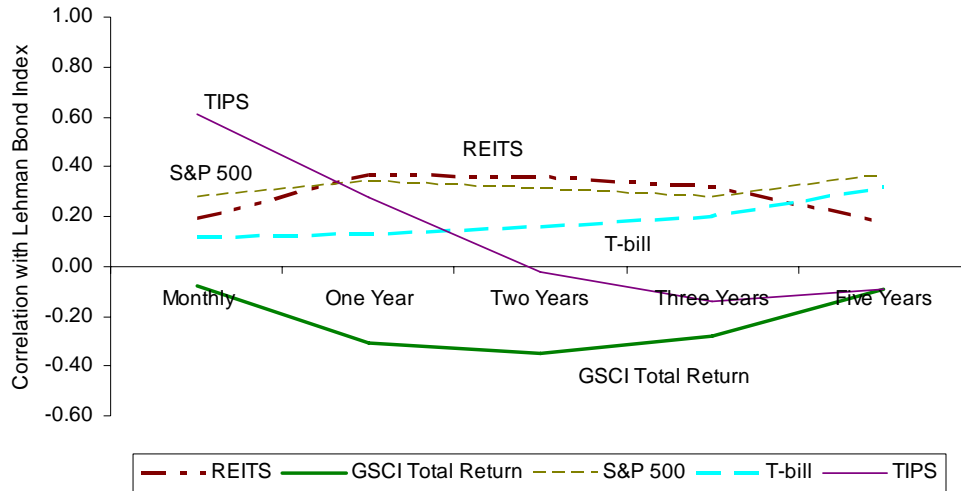 1.00
0.80
0.60
0.40
0.20
0.00
-0.20
-0.40
-0.60
Correlation with Lehman Bond Index
TIPS
S&P 500
REITS
T-bill
Monthly One Year Two Years Three Years Five Years
GSCI Total Return
REITS GSCI Total Return S&P 500 T-bill TIPS